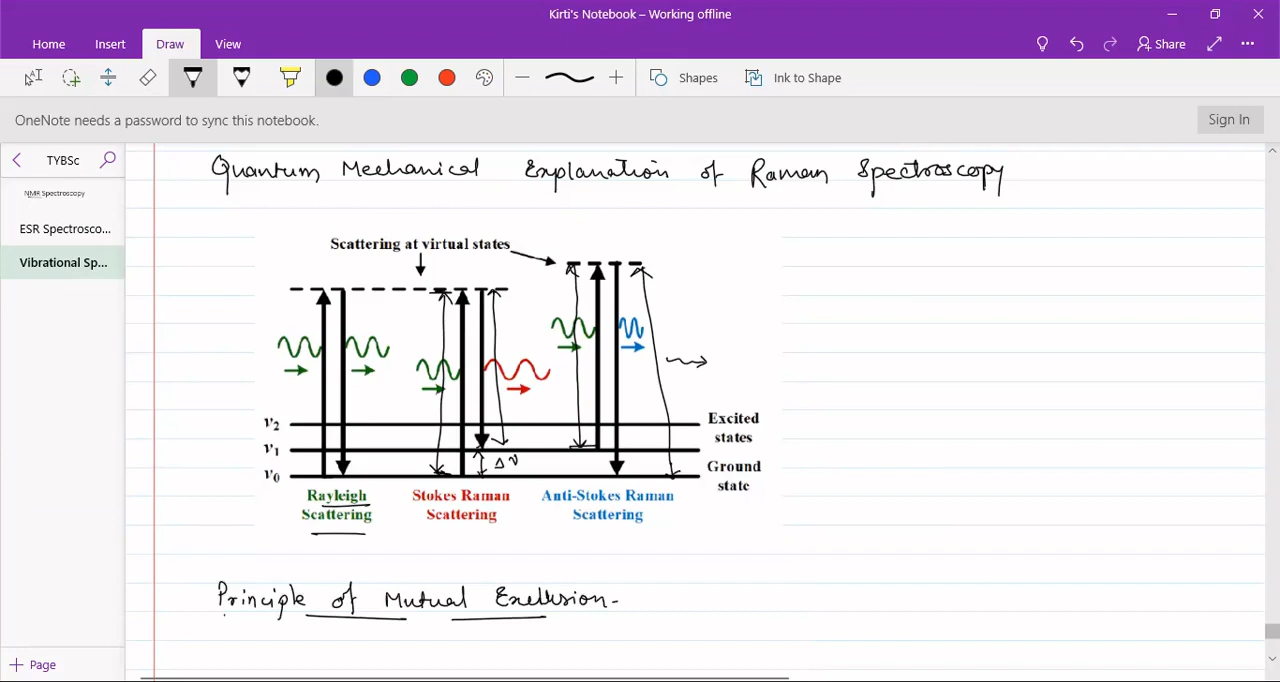 Kirti's Notebook – Working offline
Home Insert Draw View Share
Shapes Ink to Shape
OneNote needs a password to sync this notebook. Sign In
TYBSc
NMR Spectroscopy
ESR Spectrosco...
Vibrational Sp...
Page
Quantum Mechanical Explanation of Raman Spectroscopy
Scattering at virtual states
ν2
ν1
ν0
Δν
Excited
states
Ground
state
Rayleigh
Scattering
Stokes Raman
Scattering
Anti-Stokes Raman
Scattering
Principle of Mutual Exclusion-